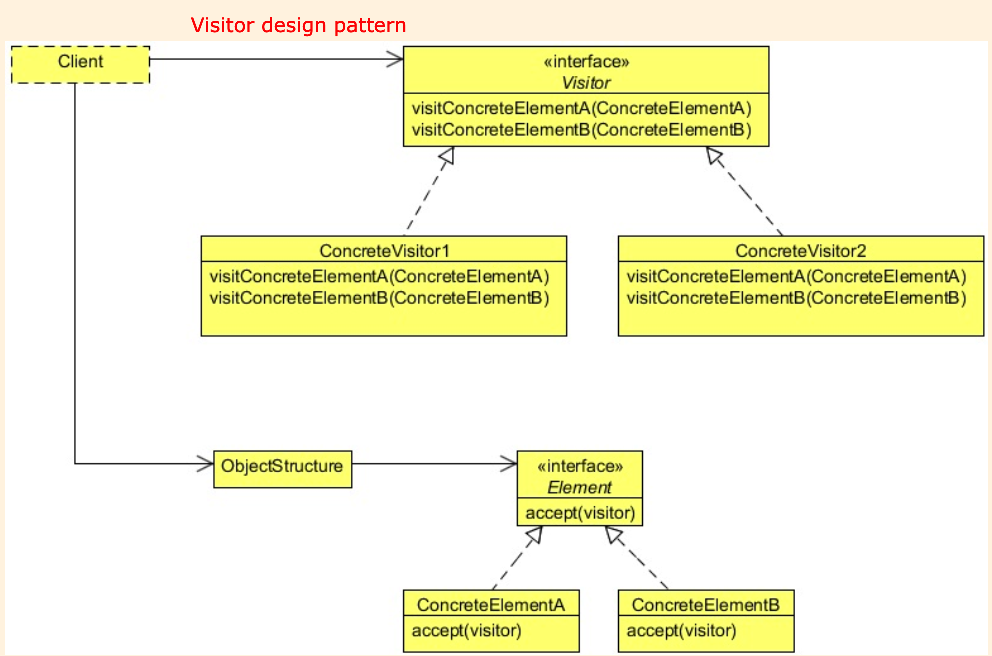 Visitor design pattern
Client
«interface»
Visitor
visitConcreteElementA(ConcreteElementA)
visitConcreteElementB(ConcreteElementB)
ConcreteVisitor1
visitConcreteElementA(ConcreteElementA)
visitConcreteElementB(ConcreteElementB)
ConcreteVisitor2
visitConcreteElementA(ConcreteElementA)
visitConcreteElementB(ConcreteElementB)
ObjectStructure
«interface»
Element
accept(visitor)
ConcreteElementA
accept(visitor)
ConcreteElementB
accept(visitor)